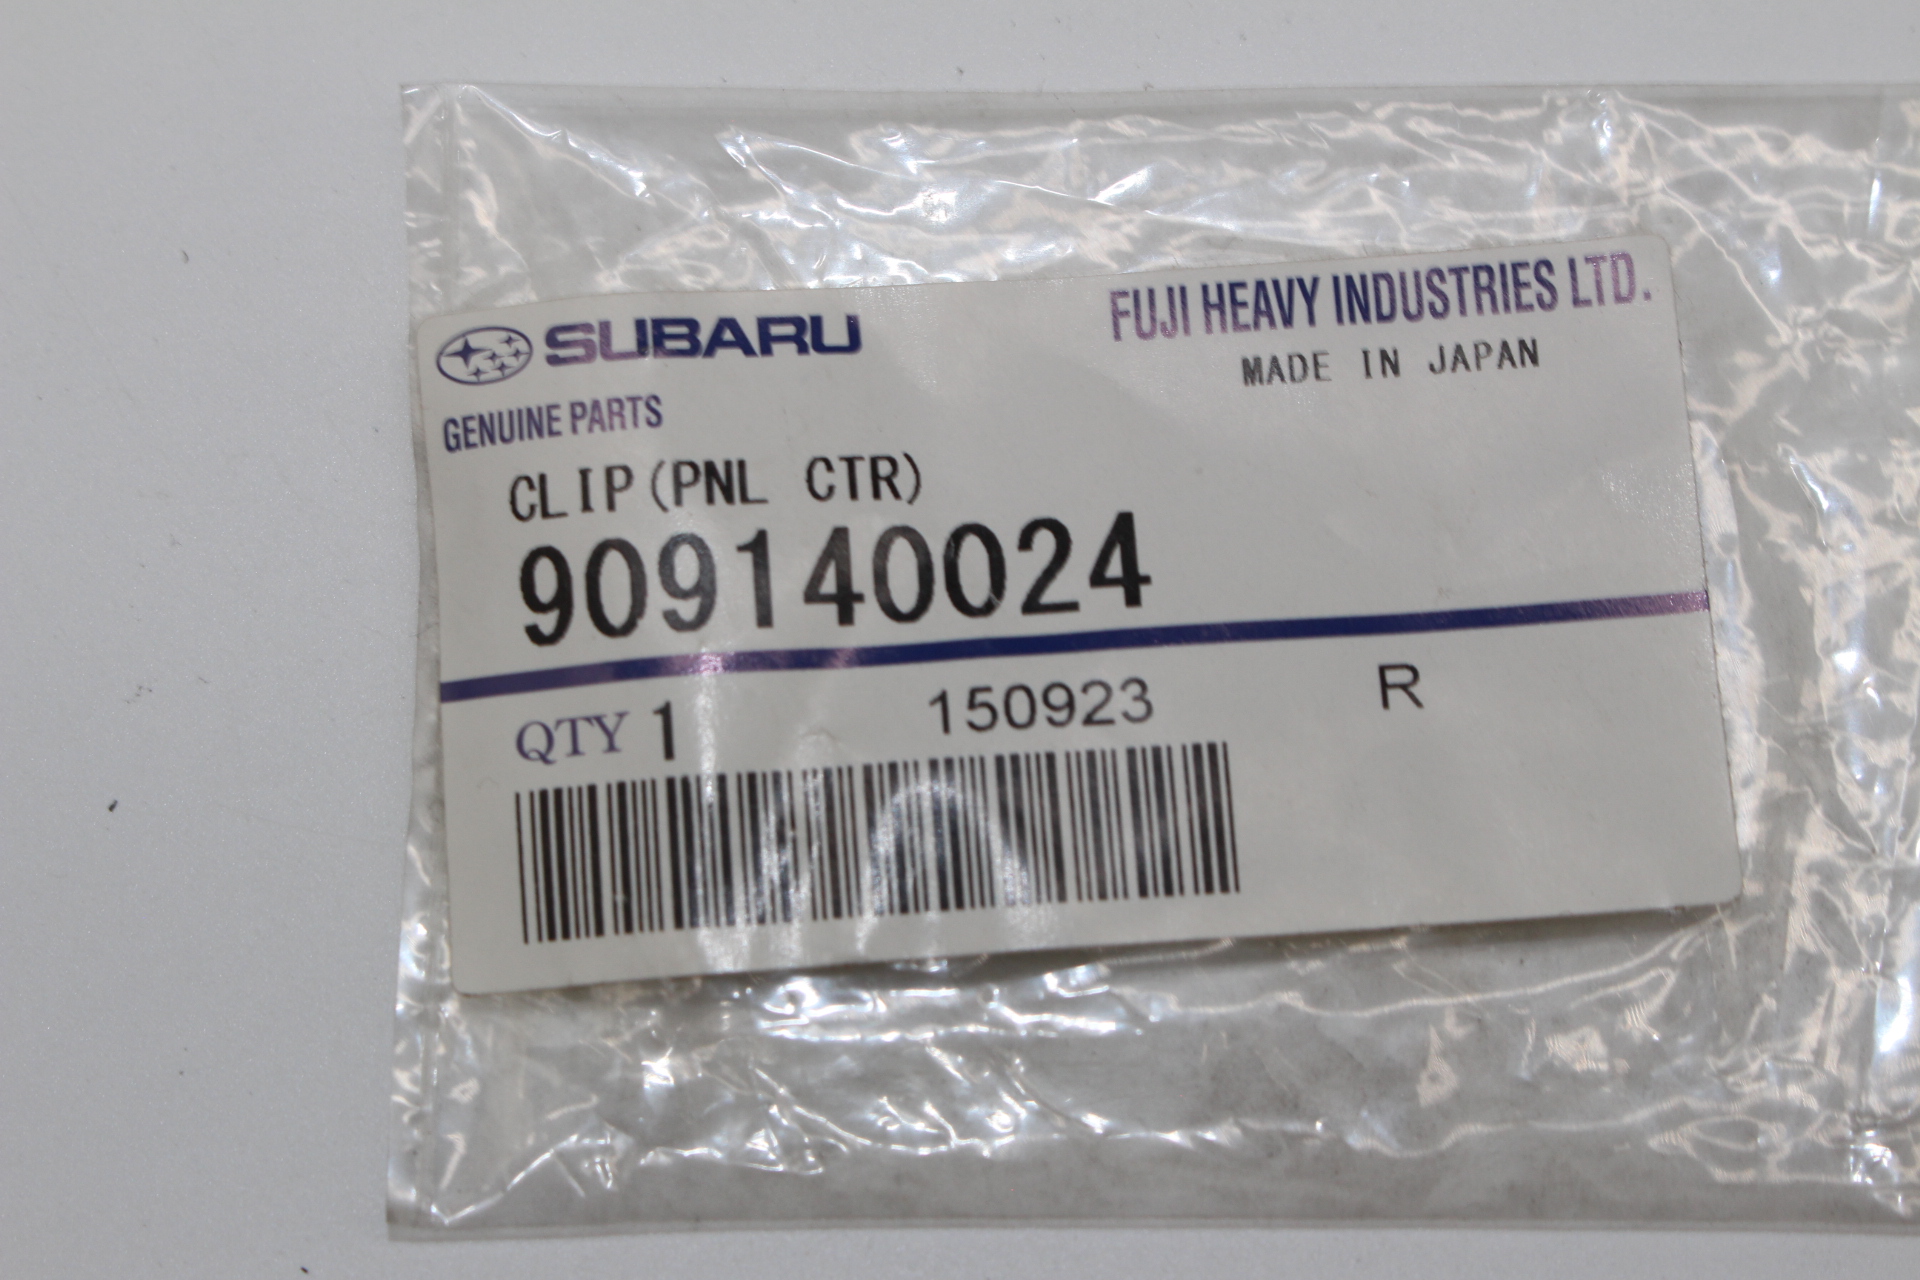 SUBARU
FUJI HEAVY INDUSTRIES LTD.
MADE IN JAPAN
GENUINE PARTS
CLIP(PNL CTR)
909140024
QTY 1 150923 R